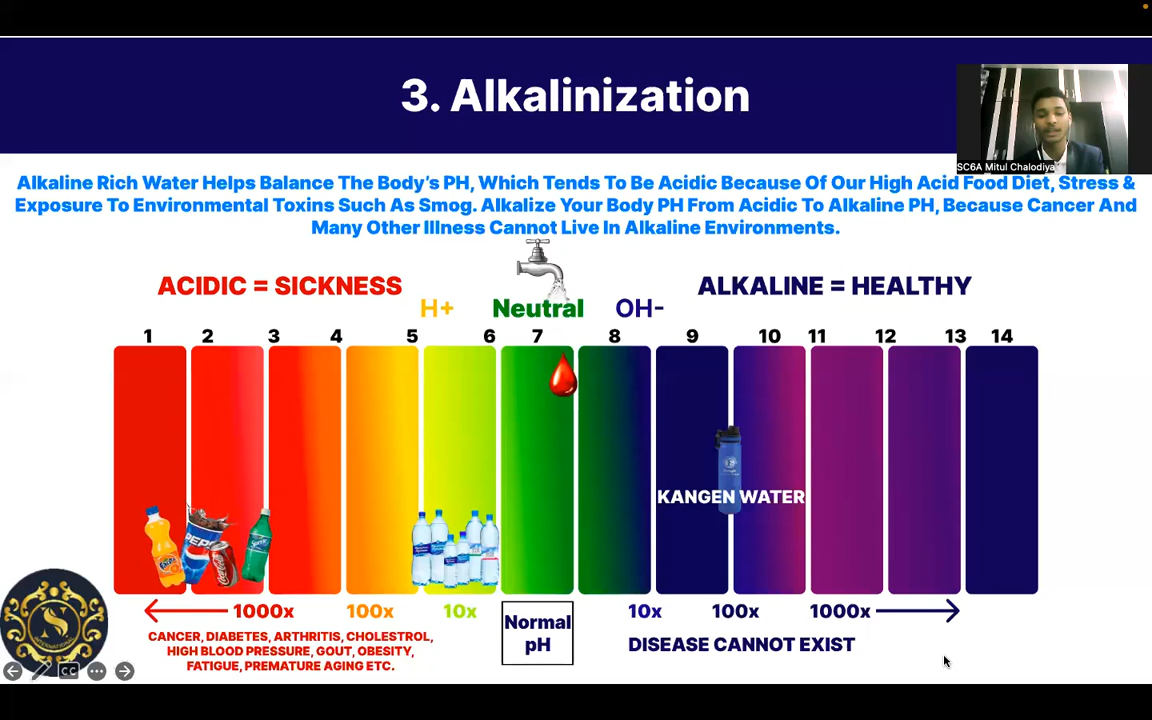 3. Alkalinization
SC6A Mitul Chalodiya
Alkaline Rich Water Helps Balance The Body's PH, Which Tends To Be Acidic Because Of Our High Acid Food Diet, Stress &
Exposure To Environmental Toxins Such As Smog. Alkalize Your Body PH From Acidic To Alkaline PH, Because Cancer And
Many Other Illness Cannot Live In Alkaline Environments.
ACIDIC = SICKNESS
ALKALINE = HEALTHY
H+ Neutral OH-
1 2 3 4 5 6 7 8 9 10 11 12 13 14
KANGEN WATER
1000x 100x 10x Normal pH 10x 100x 1000x
CANCER, DIABETES, ARTHRITIS, CHOLESTROL,
HIGH BLOOD PRESSURE, GOUT, OBESITY,
FATIGUE, PREMATURE AGING ETC.
DISEASE CANNOT EXIST
CC